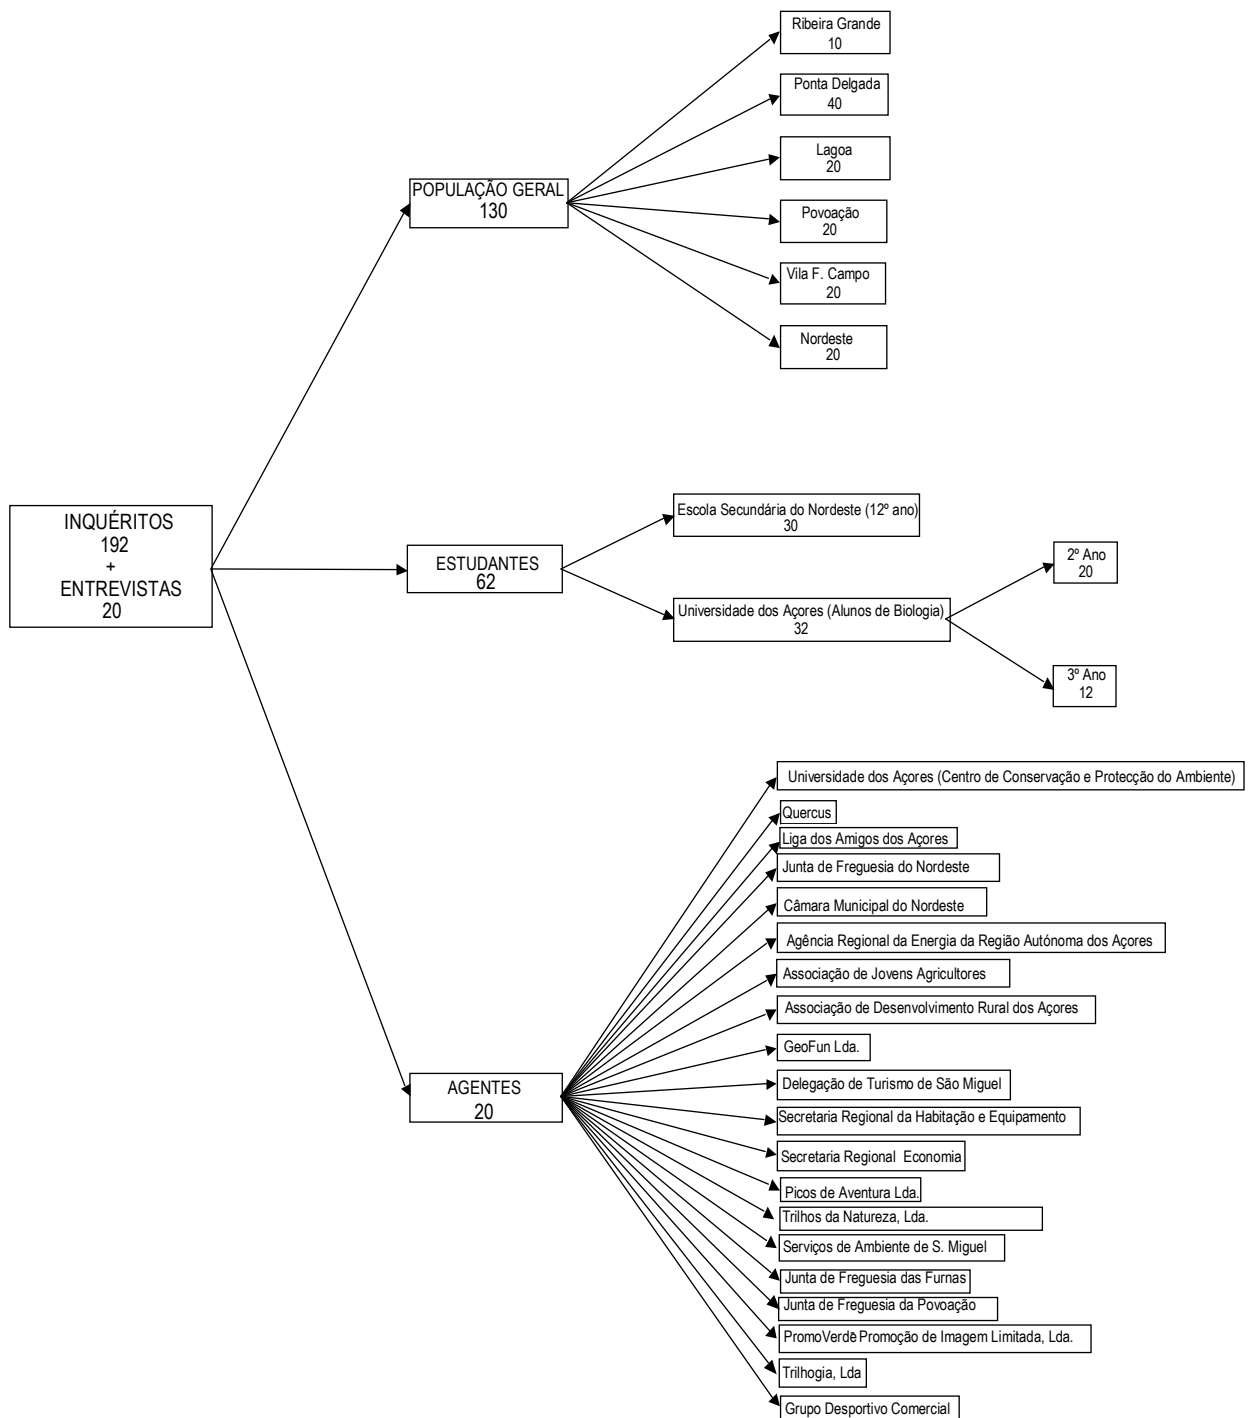 Ribeira Grande
10
Ponta Delgada
40
Lagoa
20
POPULAÇÃO GERAL
130
Povoação
20
Vila F. Campo
20
Nordeste
20
INQUÉRITOS
192
+
ENTREVISTAS
20
Escola Secundária do Nordeste (12º ano)
30
ESTUDANTES
62
2º Ano
20
Universidade dos Açores (Alunos de Biologia)
32
3º Ano
12
Universidade dos Açores (Centro de Conservação e Protecção do Ambiente)
Quercus
Liga dos Amigos dos Açores
Junta de Freguesia do Nordeste
Câmara Municipal do Nordeste
Agência Regional da Energia da Região Autónoma dos Açores
Associação de Jovens Agricultores
Associação de Desenvolvimento Rural dos Açores
GeoFun Lda.
AGENTES
20
Delegação de Turismo de São Miguel
Secretaria Regional da Habitação e Equipamento
Secretaria Regional Economia
Picos de Aventura Lda.
Trilhos da Natureza, Lda.
Serviços de Ambiente de S. Miguel
Junta de Freguesia das Furnas
Junta de Freguesia da Povoação
PromoVerde- Promoção de Imagem Limitada, Lda.
Trilhogia, Lda
Grupo Desportivo Comercial